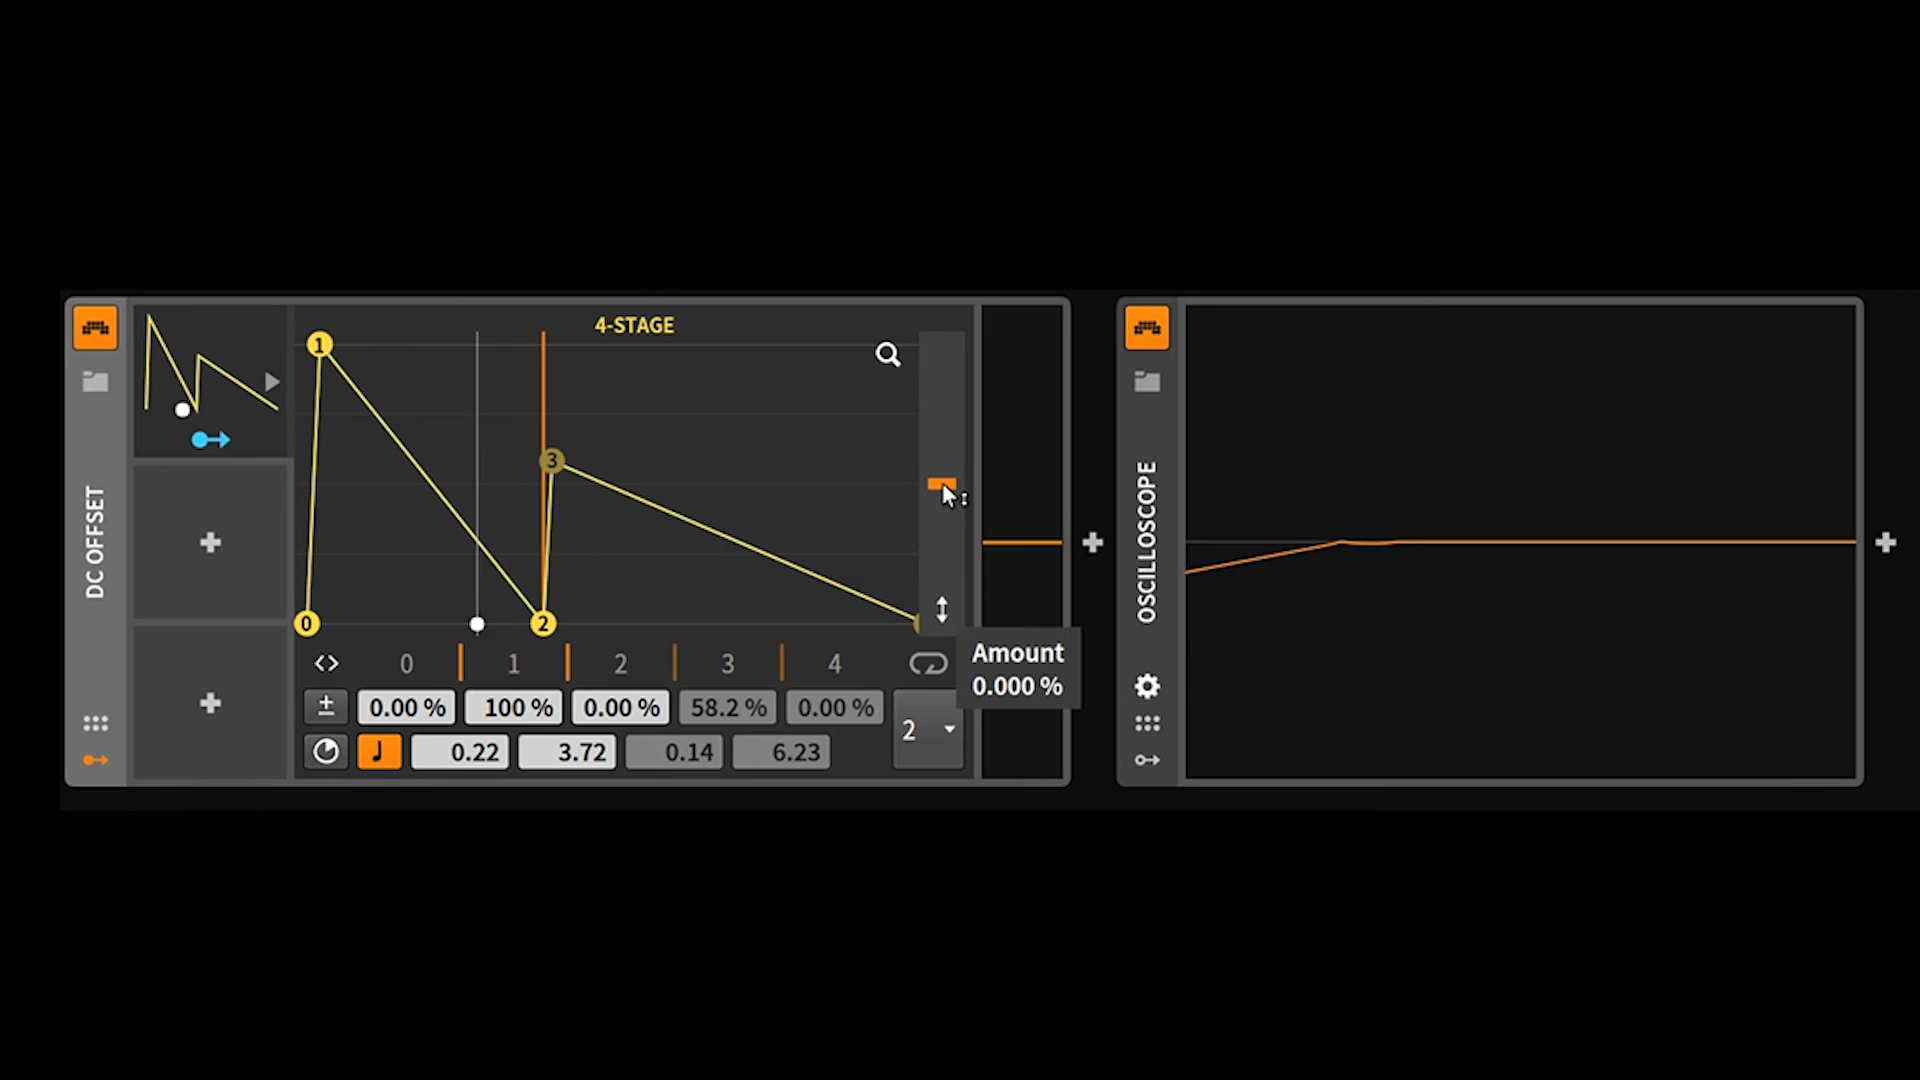 4-STAGE
1
3
0
2
DC OFFSET
0 1 2 3 4
0.00 % 100 % 0.00 % 58.2 % 0.00 %
2
0.22 3.72 0.14 6.23
Amount
0.000 %
OSCILLOSCOPE